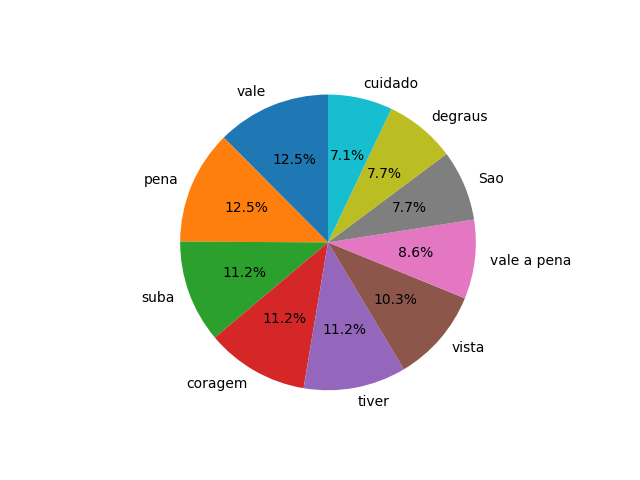 cuidado
vale
degraus
7.1%
12.5%
7.7%
pena
Sao
12.5%
7.7%
8.6%
vale a pena
11.2%
suba
10.3%
11.2%
11.2%
vista
coragem
tiver